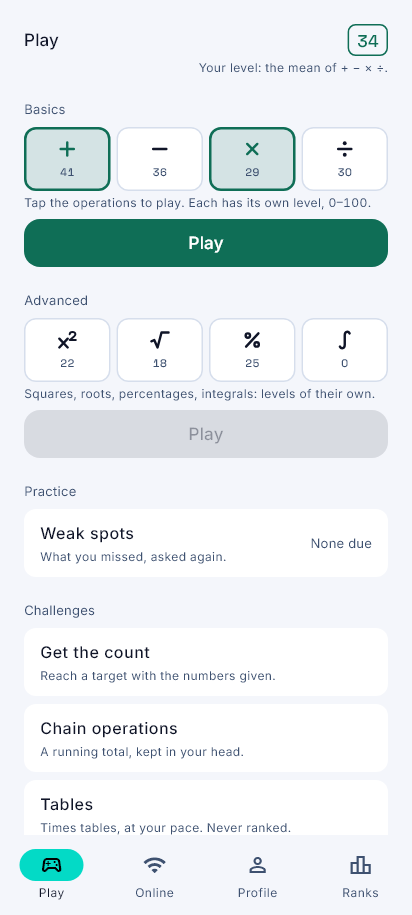 Play
34
Your level: the mean of + − × ÷.
Basics
+ − × ÷
41 36 29 30
Tap the operations to play. Each has its own level, 0–100.
Play
Advanced
x² √ % ∫
22 18 25 0
Squares, roots, percentages, integrals: levels of their own.
Play
Practice
Weak spots
What you missed, asked again.
None due
Challenges
Get the count
Reach a target with the numbers given.
Chain operations
A running total, kept in your head.
Tables
Times tables, at your pace. Never ranked.
Play Online Profile Ranks